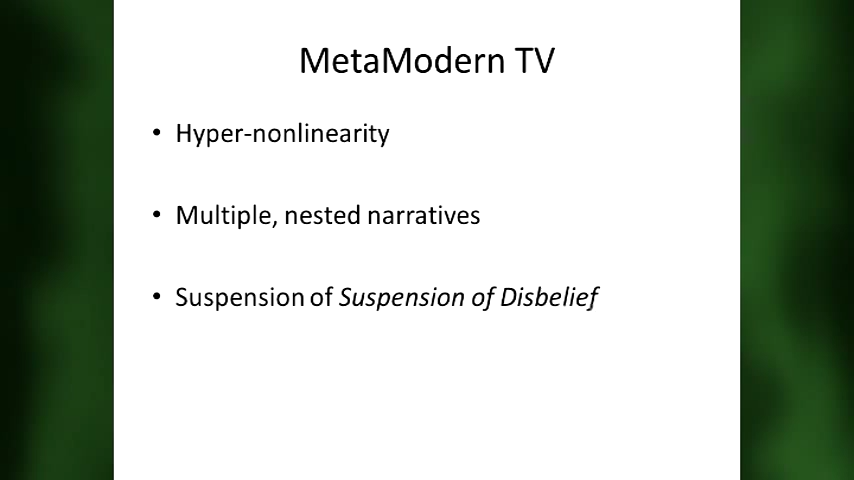 MetaModern TV
• Hyper-nonlinearity
• Multiple, nested narratives
• Suspension of Suspension of Disbelief